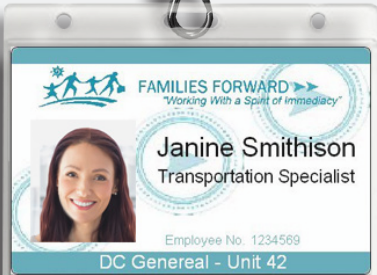 FAMILIES FORWARD
"Working With a Spirit of Immediacy"
Janine Smithison
Transportation Specialist
Employee No. 1234569
DC Genereal - Unit 42